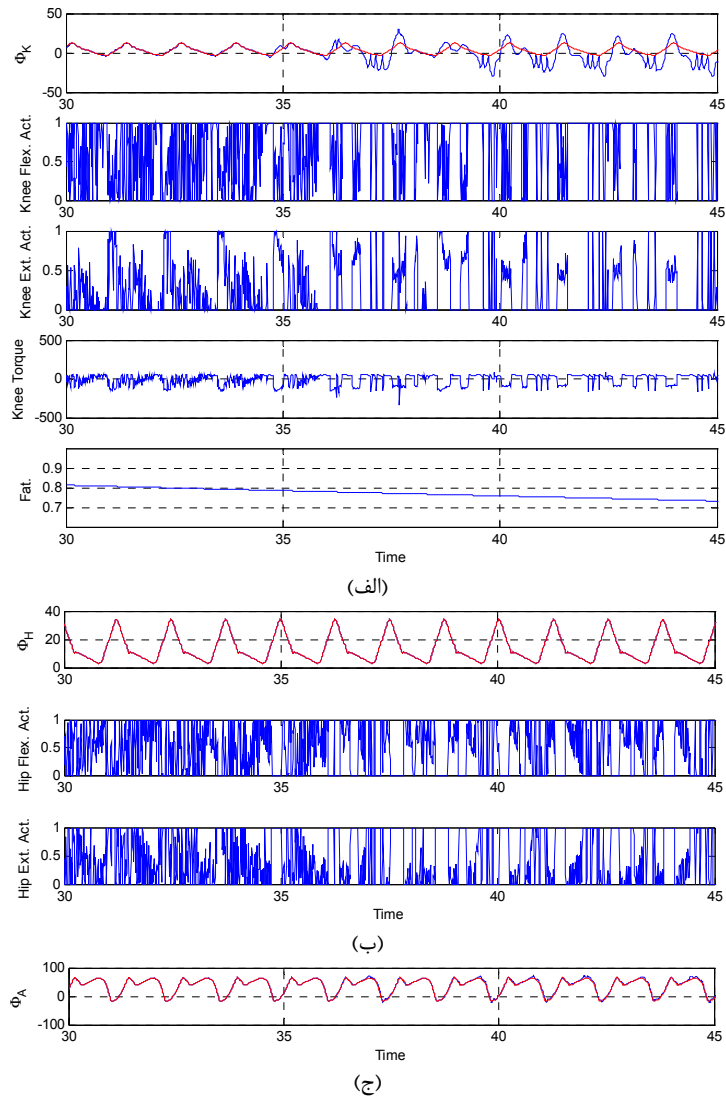 50
0
50
Φ_K
30 35 40 45
1
0.5
0
Knee Flex. Act.
30 35 40 45
1
0.5
0
Knee Ext. Act.
30 35 40 45
500
0
-500
Knee Torque
30 35 40 45
0.9
0.8
0.7
Fat.
30 35 40 45
Time
(الف)
40
20
0
Φ_H
30 35 40 45
1
0.5
0
Hip Flex. Act.
30 35 40 45
1
0.5
0
Hip Ext. Act.
30 35 40 45
Time
(ب)
100
0
-100
Φ_A
30 35 40 45
Time
(ج)